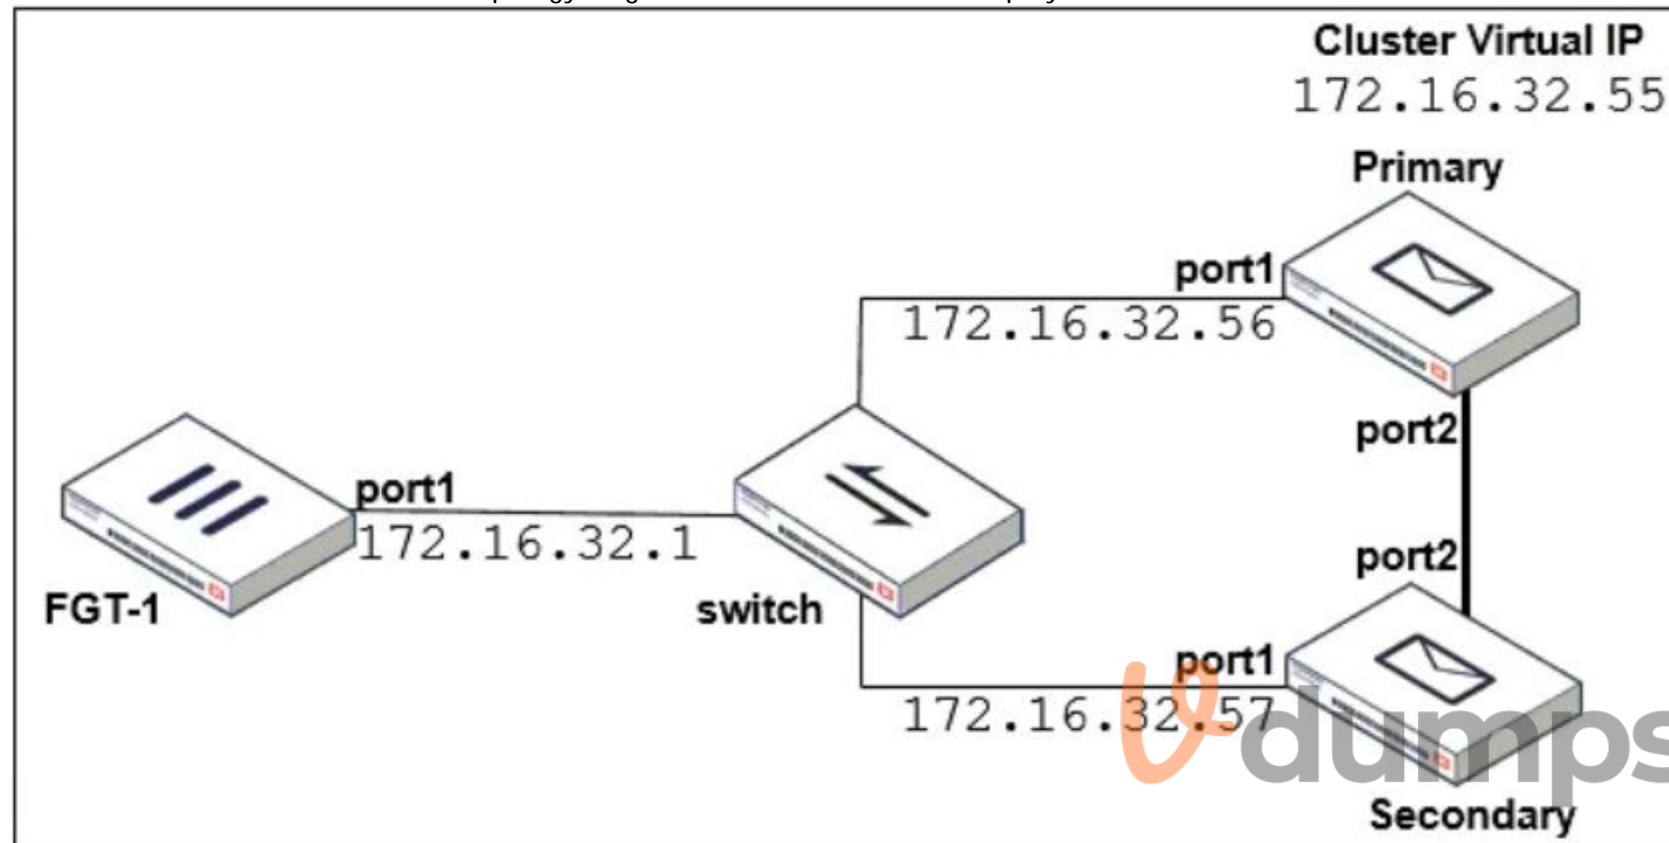 Cluster Virtual IP
172.16.32.55
Primary
port1
172.16.32.56
port2
port1
172.16.32.1
FGT-1
switch
port2
port1
172.16.32.57
dumps
Secondary